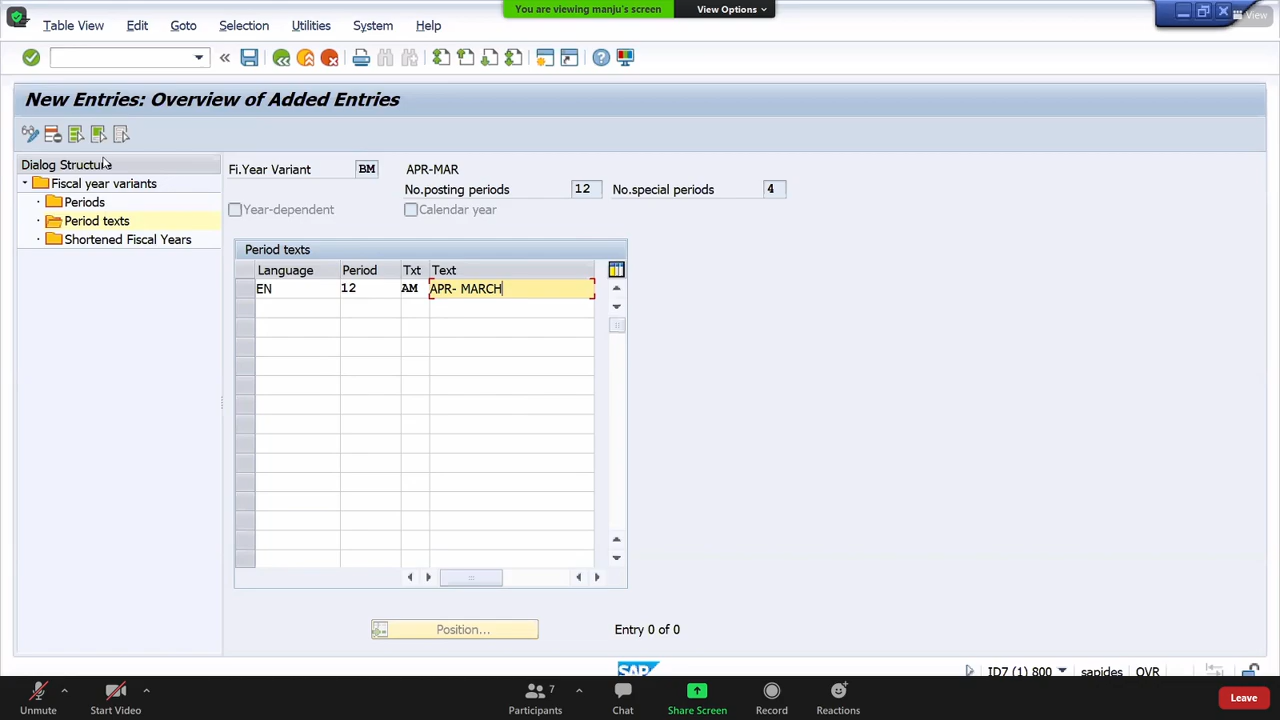 You are viewing manju's screen
View Options
View
Table View Edit Goto Selection Utilities System Help
New Entries: Overview of Added Entries
Dialog Structure
Fiscal year variants
Periods
Period texts
Shortened Fiscal Years
Fi.Year Variant BM APR-MAR
No.posting periods 12 No.special periods 4
Year-dependent Calendar year
Period texts
Language Period Txt Text
EN 12 AM APR- MARCH
Position... Entry 0 of 0
SAP ID7 (1) 800 sapides OVR
Unmute Start Video Participants 7 Chat Share Screen Record Reactions Leave